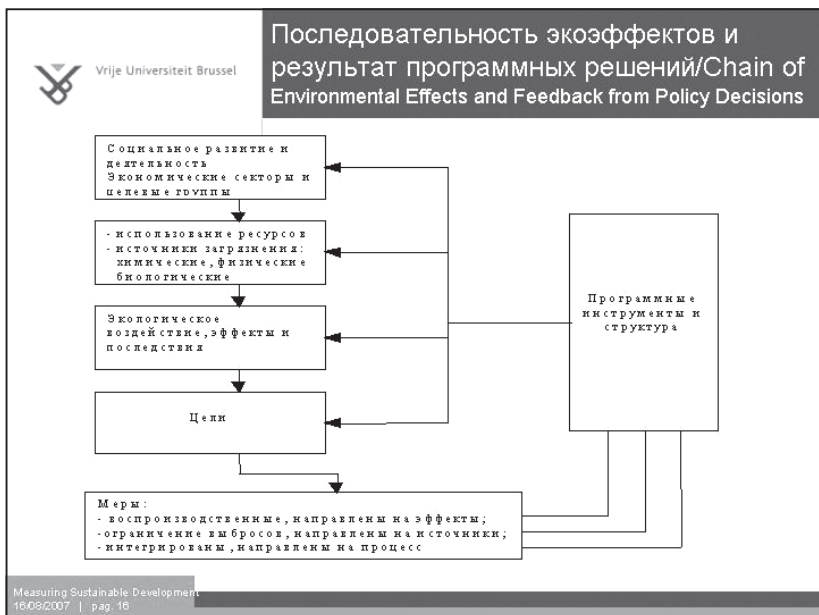 Vrije Universiteit Brussel
Последовательность экоэффектов и
результат программных решений/Chain of
Environmental Effects and Feedback from Policy Decisions
Социальное развитие и
деятельность
Экономические секторы и
целевые группы
- использование ресурсов
- источники загрязнения:
химические, физические
биологические
Экологическое
воздействие, эффекты и
последствия
Цели
Программные
инструменты и
структура
Меры:
- воспроизводственные, направлены на эффекты;
-ограничение выбросов, направлены на источники;
- интегрированы, направлены на процесс
Measuring Sustainable Development
16/08/2007 | pag. 16